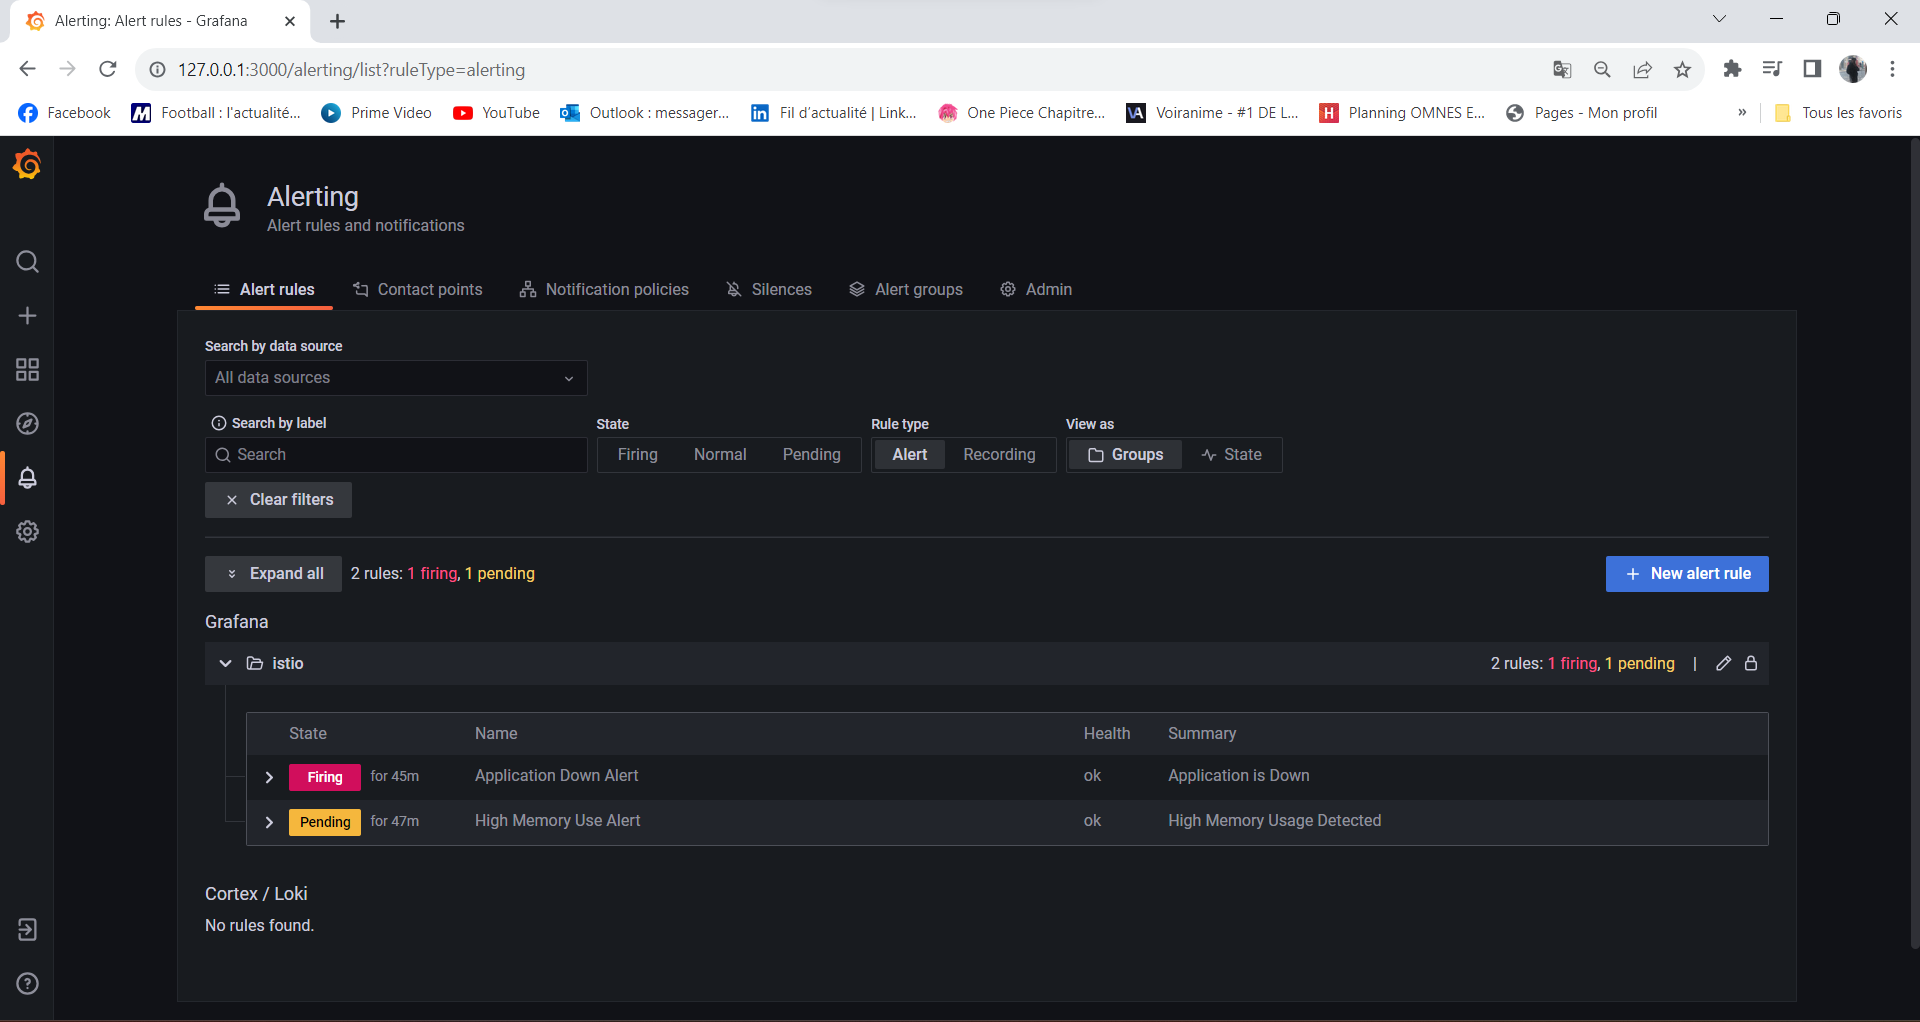 Alerting: Alert rules - Grafana
127.0.0.1:3000/alerting/list?ruleType=alerting
Facebook
Football : l'actualité...
Prime Video
YouTube
Outlook : messager...
Fil d'actualité | Link...
One Piece Chapitre...
Voiranime - #1 DE L...
Planning OMNES E...
Pages - Mon profil
»
Tous les favoris
Alerting
Alert rules and notifications
Alert rules
Contact points
Notification policies
Silences
Alert groups
Admin
Search by data source
All data sources
Search by label
State
Rule type
View as
Search
Firing
Normal
Pending
Alert
Recording
Groups
State
Clear filters
Expand all
2 rules: 1 firing, 1 pending
New alert rule
Grafana
istio
2 rules: 1 firing, 1 pending |
State Name Health Summary
Firing for 45m Application Down Alert ok Application is Down
Pending for 47m High Memory Use Alert ok High Memory Usage Detected
Cortex / Loki
No rules found.